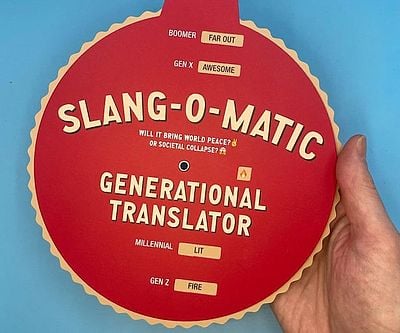 BOOMER FAR OUT
GEN X AWESOME
SLANG-O-MATIC
WILL IT BRING WORLD PEACE?✌️
OR SOCIETAL COLLAPSE?
GENERATIONAL
TRANSLATOR
MILLENNIAL LIT
GEN Z FIRE